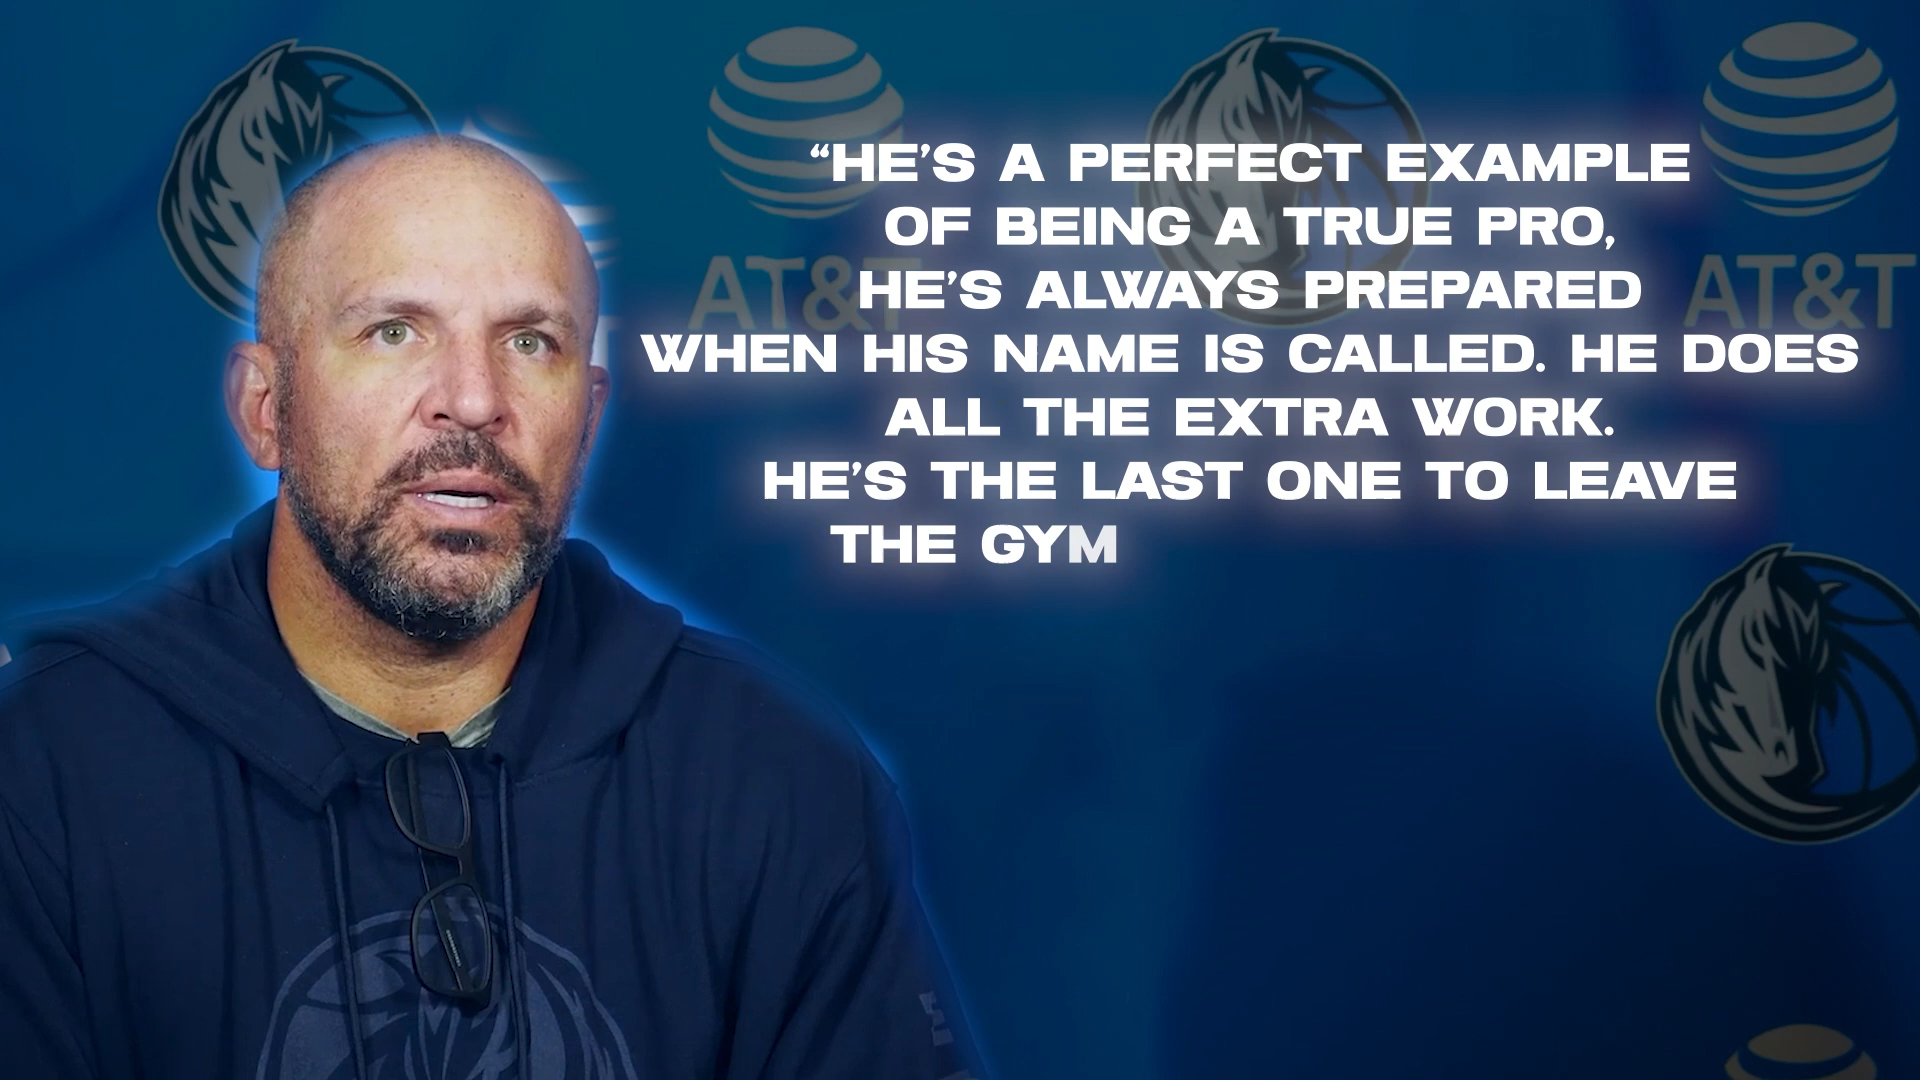 AT&T
AT&T
“HE’S A PERFECT EXAMPLE
OF BEING A TRUE PRO,
HE’S ALWAYS PREPARED
WHEN HIS NAME IS CALLED. HE DOES
ALL THE EXTRA WORK.
HE’S THE LAST ONE TO LEAVE
THE GYM